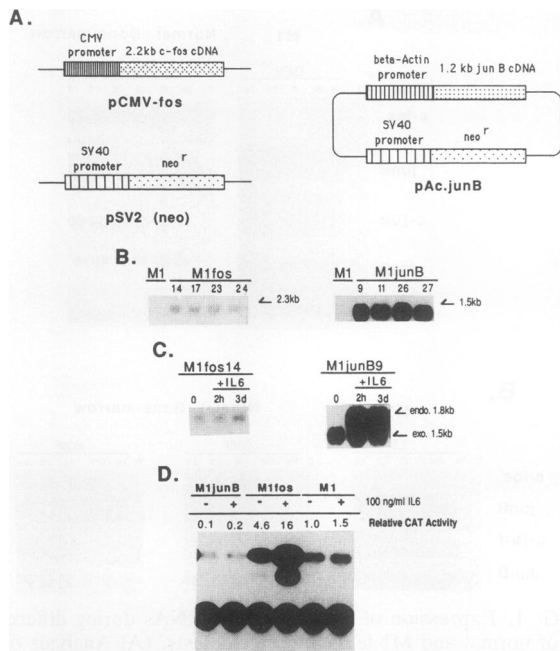 A.
CMV
promoter 2.2kb c-fos cDNA
pCMV-fos
SV40
promoter neo r
pSV2 (neo)
beta-Actin
promoter 1.2 kb jun B cDNA
SV40
promoter neo r
pAc.junB
B.
M1 M1fos
14 17 23 24
2.3kb
M1 M1junB
9 11 26 27
1.5kb
C.
M1fos14
+IL6
0 2h 3d
M1junB9
+IL6
0 2h 3d
endo. 1.8kb
exo. 1.5kb
D.
M1junB M1fos M1
- + - + - + 100 ng/ml IL6
0.1 0.2 4.6 16 1.0 1.5 Relative CAT Activity